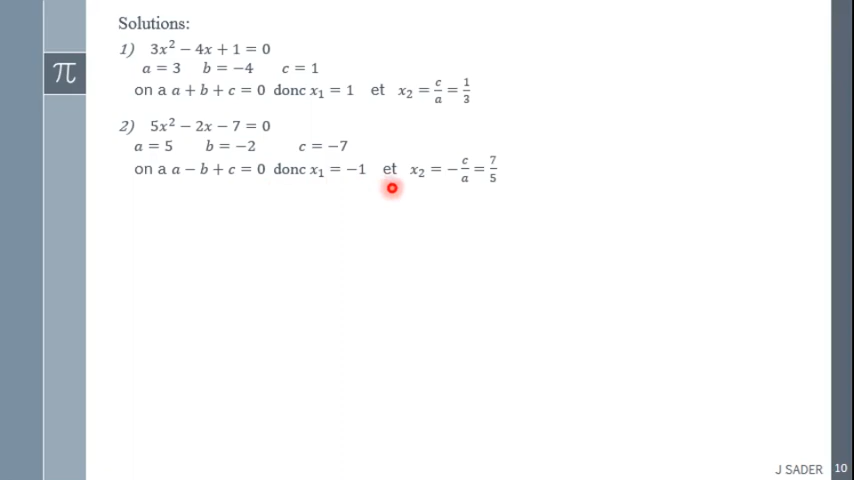 Solutions:
π
1) 3x² − 4x + 1 = 0
a = 3 b = −4 c = 1
on a a + b + c = 0 donc x₁ = 1 et x₂ = c/a = 1/3
2) 5x² − 2x − 7 = 0
a = 5 b = −2 c = −7
on a a − b + c = 0 donc x₁ = −1 et x₂ = −c/a = 7/5
J SADER 10